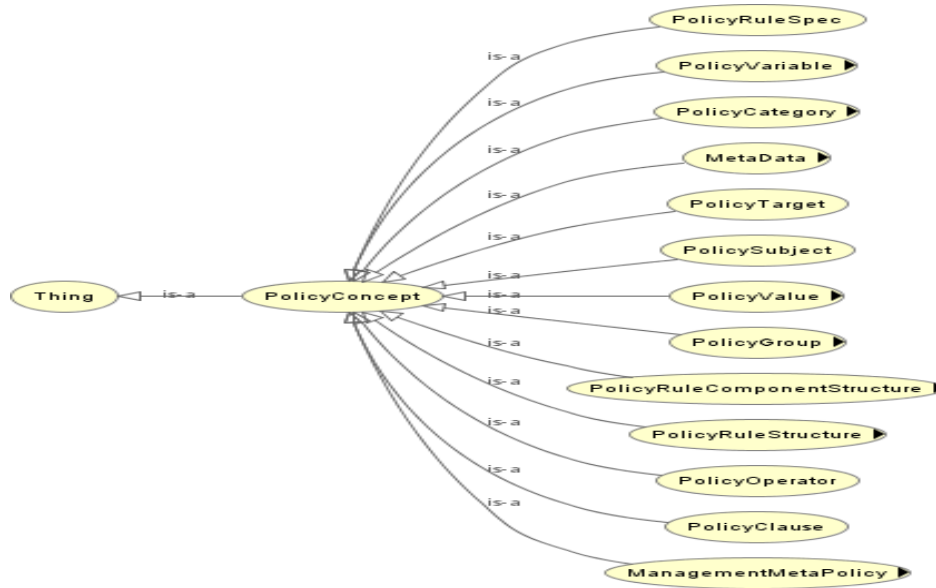 PolicyRuleSpec
is-a
PolicyVariable
is-a
PolicyCategory
is-a
MetaData
is-a
PolicyTarget
is-a
PolicySubject
is-a
Thing
is-a
PolicyConcept
is-a
PolicyValue
is-a
PolicyGroup
is-a
PolicyRuleComponentStructure
is-a
PolicyRuleStructure
is-a
PolicyOperator
is-a
PolicyClause
is-a
ManagementMetaPolicy